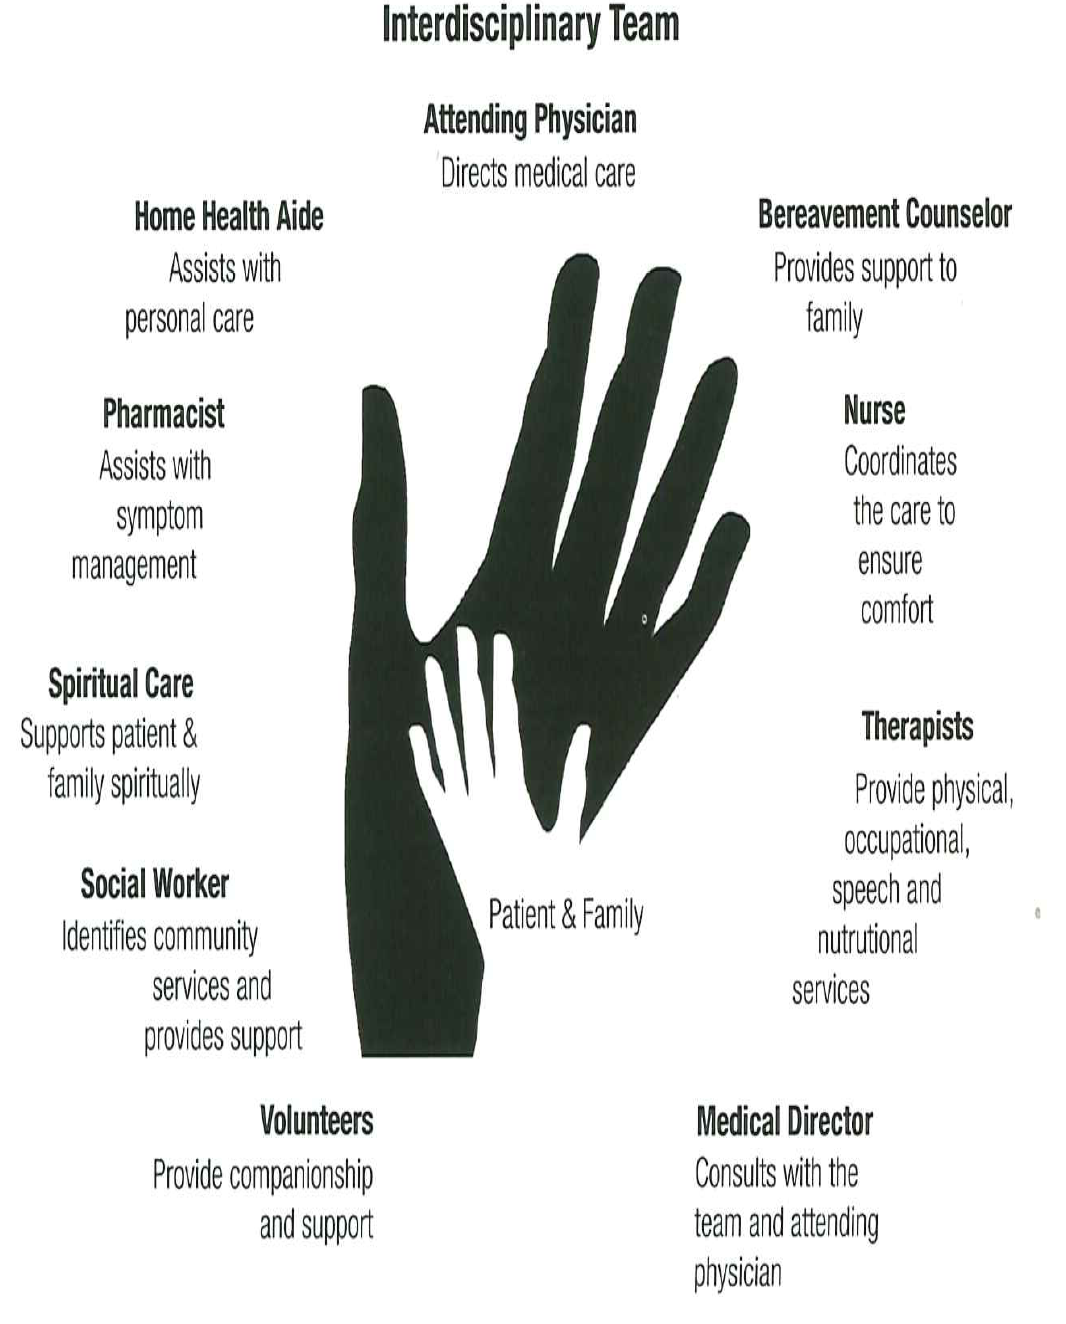 Interdisciplinary Team
Attending Physician
Directs medical care
Home Health Aide
Assists with
personal care
Bereavement Counselor
Provides support to
family
Pharmacist
Assists with
symptom
management
Nurse
Coordinates
the care to
ensure
comfort
Spiritual Care
Supports patient &
family spiritually
Therapists
Provide physical,
occupational,
speech and
nutrutional
services
Social Worker
Identifies community
services and
provides support
Patient & Family
Volunteers
Provide companionship
and support
Medical Director
Consults with the
team and attending
physician